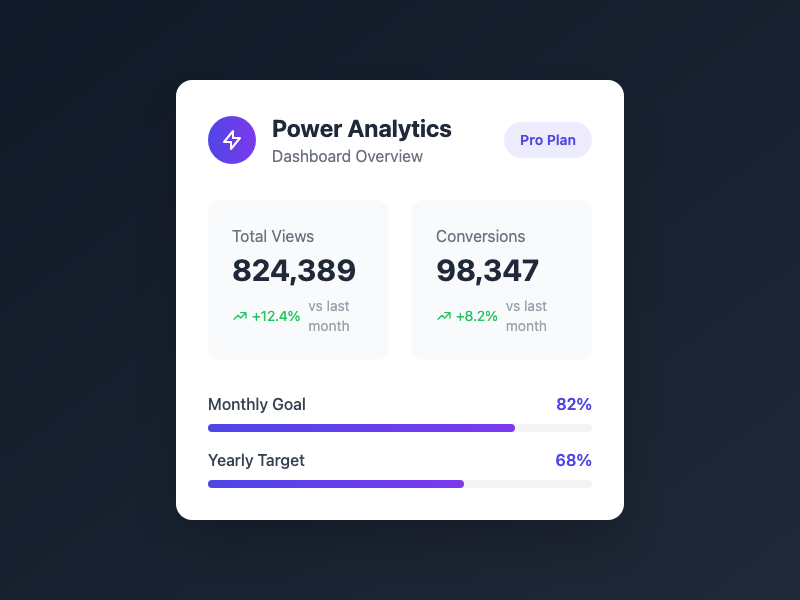 Power Analytics
Dashboard Overview
Pro Plan
Total Views
824,389
+12.4% vs last
month
Conversions
98,347
+8.2% vs last
month
Monthly Goal 82%
Yearly Target 68%